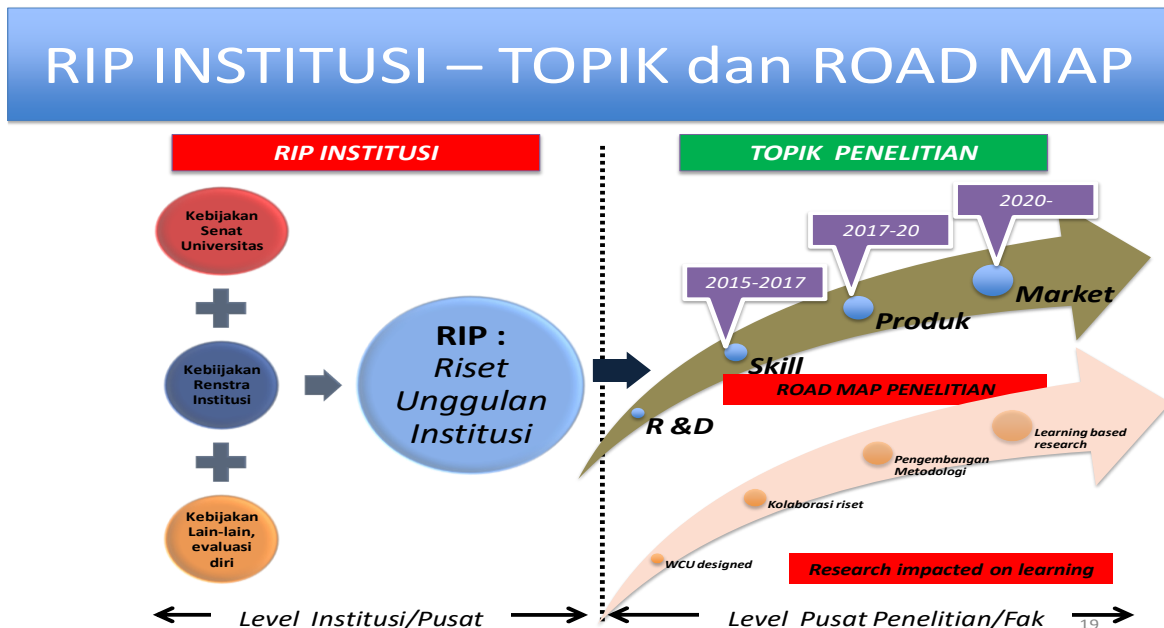 RIP INSTITUSI – TOPIK dan ROAD MAP
RIP INSTITUSI
TOPIK PENELITIAN
Kebijakan
Senat
Universitas
Kebiijakan
Renstra
Institusi
Kebijakan
Lain-lain,
evaluasi
diri
RIP :
Riset
Unggulan
Institusi
2015-2017
2017-20
2020-
R &D
Skill
Produk
Market
ROAD MAP PENELITIAN
WCU designed
Kolaborasi riset
Pengembangan
Metodologi
Learning based
research
Research impacted on learning
Level Institusi/Pusat
Level Pusat Penelitian/Fak
19